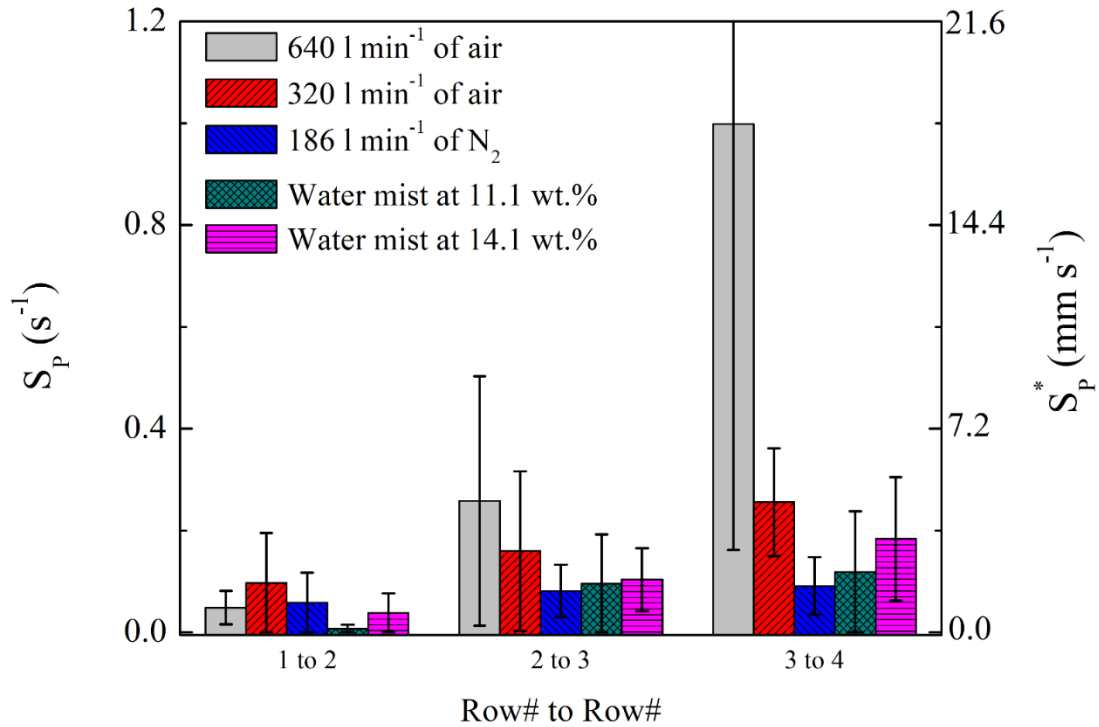 1.2
0.8
0.4
0.0
S_P (s^-1)
640 l min^-1 of air
320 l min^-1 of air
186 l min^-1 of N_2
Water mist at 11.1 wt.%
Water mist at 14.1 wt.%
21.6
14.4
7.2
0.0
S_P^* (mm s^-1)
1 to 2
2 to 3
3 to 4
Row# to Row#